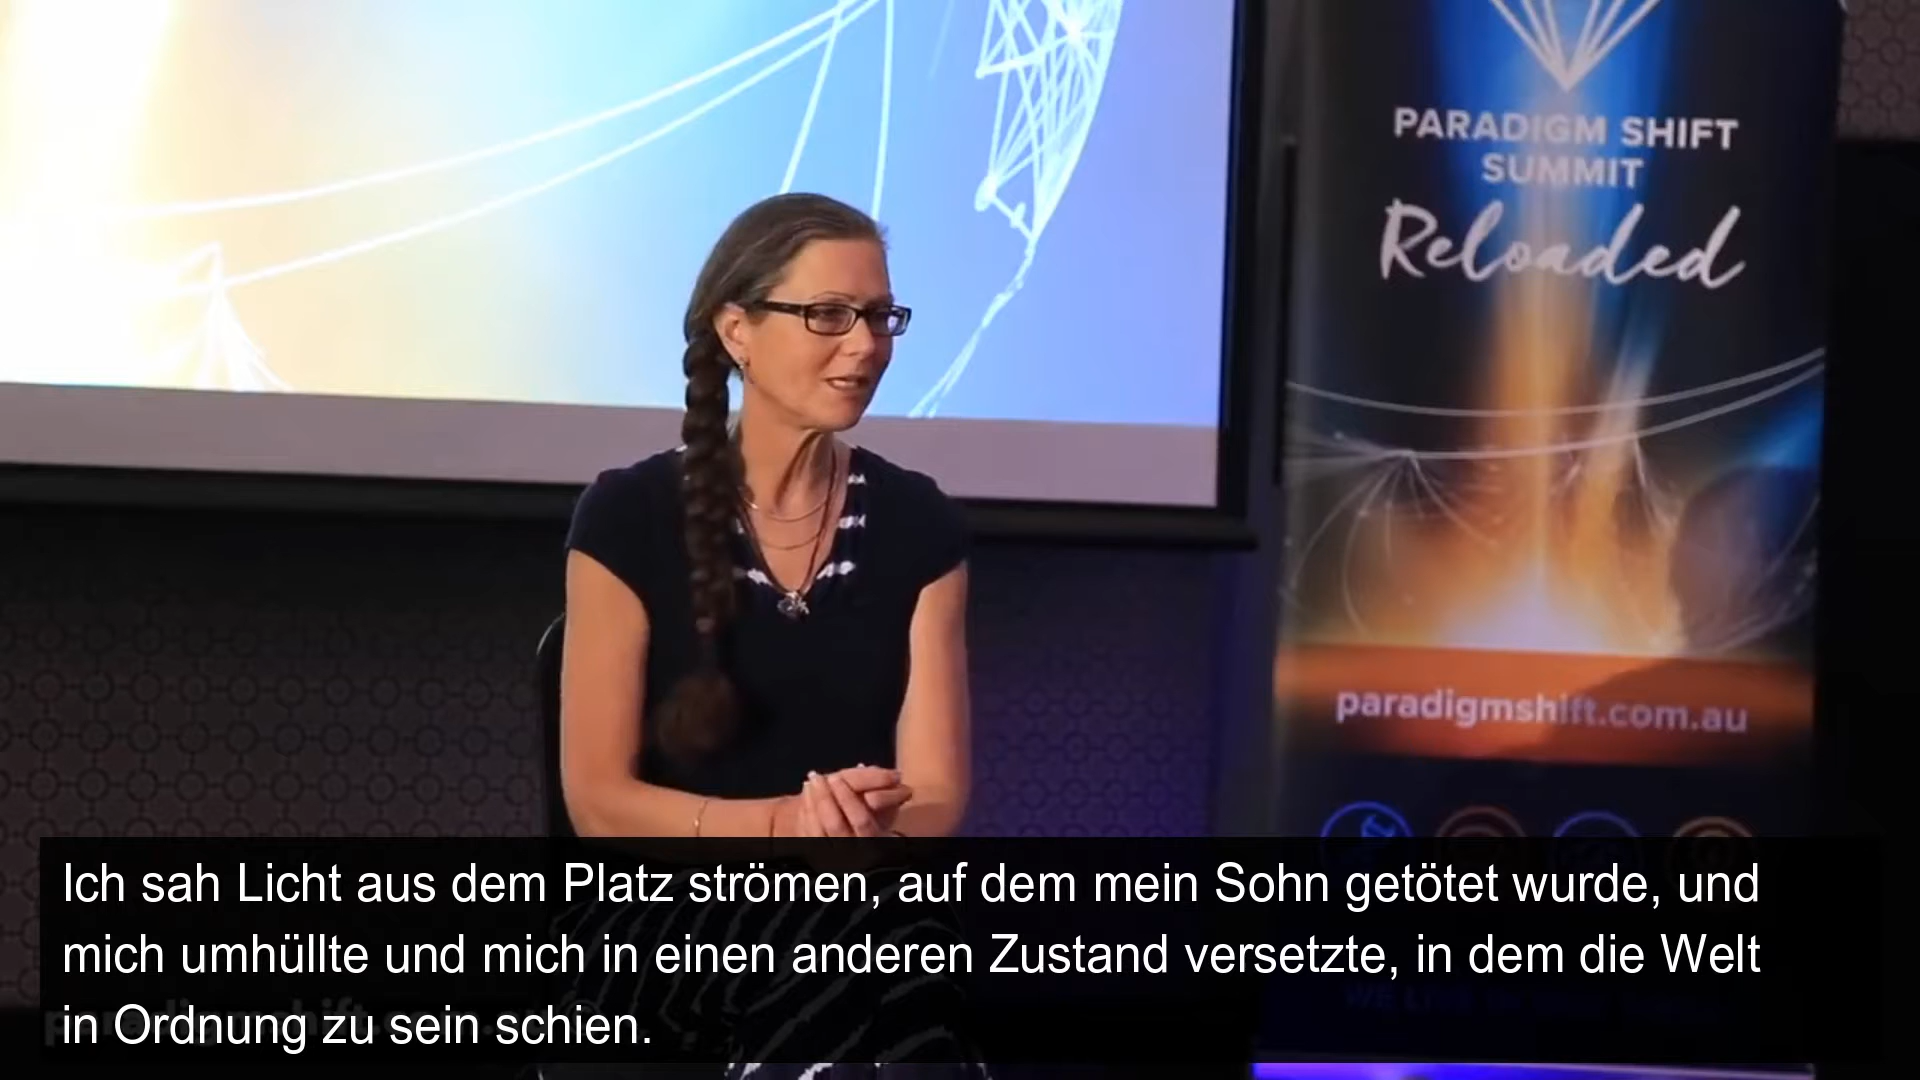 PARADIGM SHIFT
SUMMIT
Reloaded
paradigmshift.com.au
Ich sah Licht aus dem Platz strömen, auf dem mein Sohn getötet wurde, und
mich umhüllte und mich in einen anderen Zustand versetzte, in dem die Welt
in Ordnung zu sein schien.